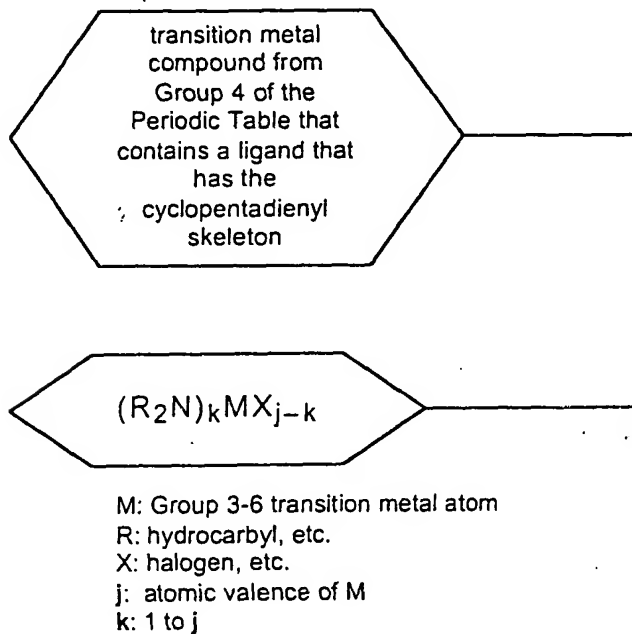 transition metal
compound from
Group 4 of the
Periodic Table that
contains a ligand that
has the
cyclopentadienyl
skeleton
(R₂N)ₖMXⱼ₋ₖ
M: Group 3-6 transition metal atom
R: hydrocarbyl, etc.
X: halogen, etc.
j: atomic valence of M
k: 1 to j